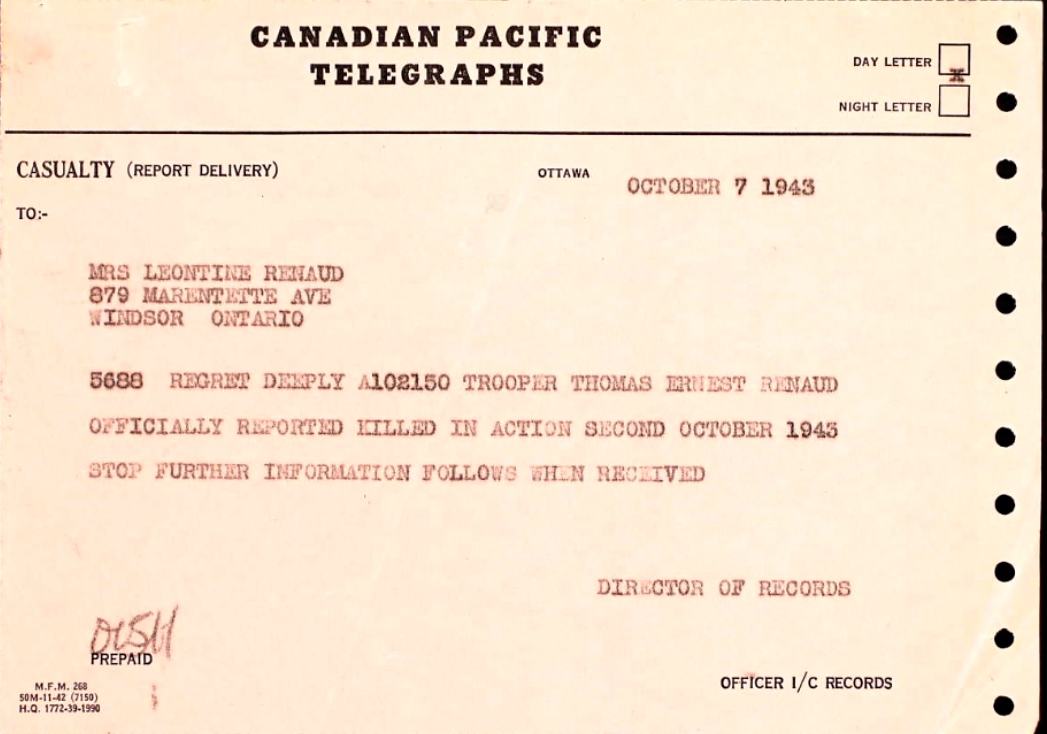 CANADIAN PACIFIC
TELEGRAPHS
DAY LETTER X
NIGHT LETTER
CASUALTY (REPORT DELIVERY)
OTTAWA
OCTOBER 7 1943
TO:-
MRS LEONTINE RENAUD
879 MARENTETTE AVE
WINDSOR ONTARIO
5688 REGRET DEEPLY A102150 TROOPER THOMAS ERNEST RENAUD
OFFICIALLY REPORTED KILLED IN ACTION SECOND OCTOBER 1943
STOP FURTHER INFORMATION FOLLOWS WHEN RECEIVED
DIRECTOR OF RECORDS
PREPAID
M.F.M. 268
50M-11-42 (7150)
H.Q. 1772-39-1990
OFFICER I/C RECORDS